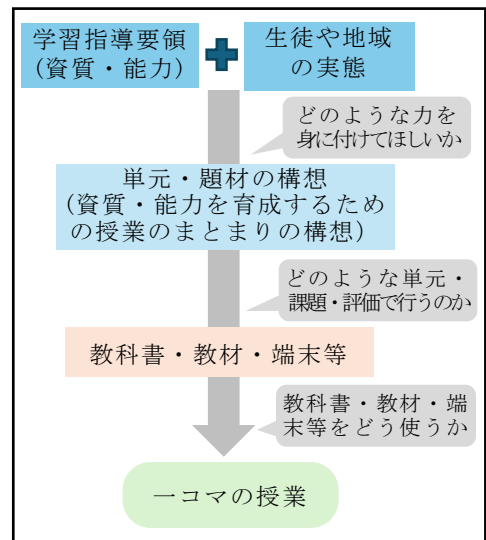 学習指導要領
(資質・能力)
生徒や地域
の実態
どのような力を
身に付けてほしいか
単元・題材の構想
(資質・能力を育成するため
の授業のまとまりの構想)
どのような単元・
課題・評価で行うのか
教科書・教材・端末等
教科書・教材・端
末等をどう使うか
一コマの授業